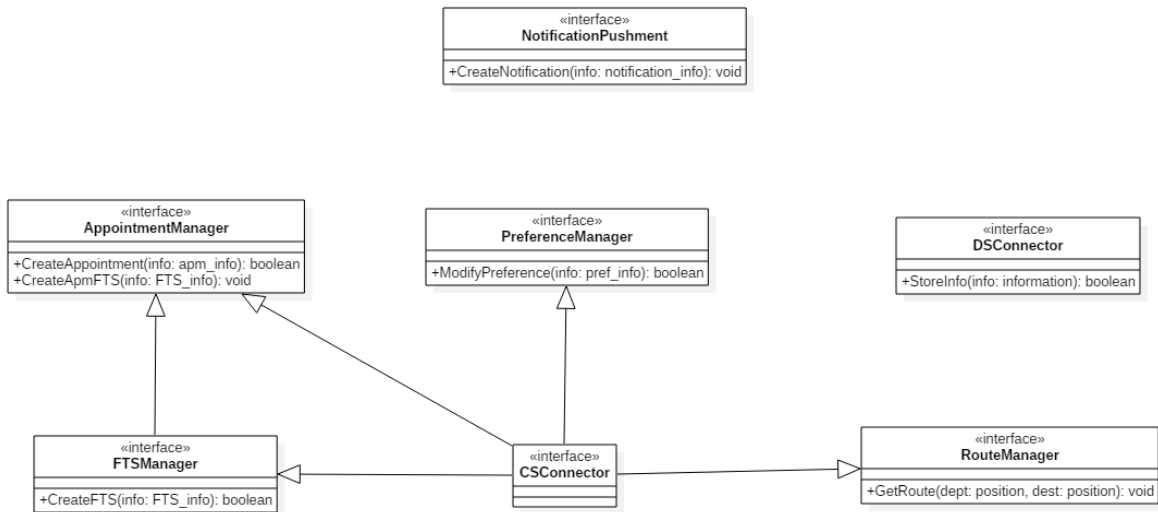 «interface»
NotificationPushment
+CreateNotification(info: notification_info): void
«interface»
AppointmentManager
+CreateAppointment(info: apm_info): boolean
+CreateApmFTS(info: FTS_info): void
«interface»
PreferenceManager
+ModifyPreference(info: pref_info): boolean
«interface»
DSConnector
+StoreInfo(info: information): boolean
«interface»
FTSManager
+CreateFTS(info: FTS_info): boolean
«interface»
CSConnector
«interface»
RouteManager
+GetRoute(dept: position, dest: position): void